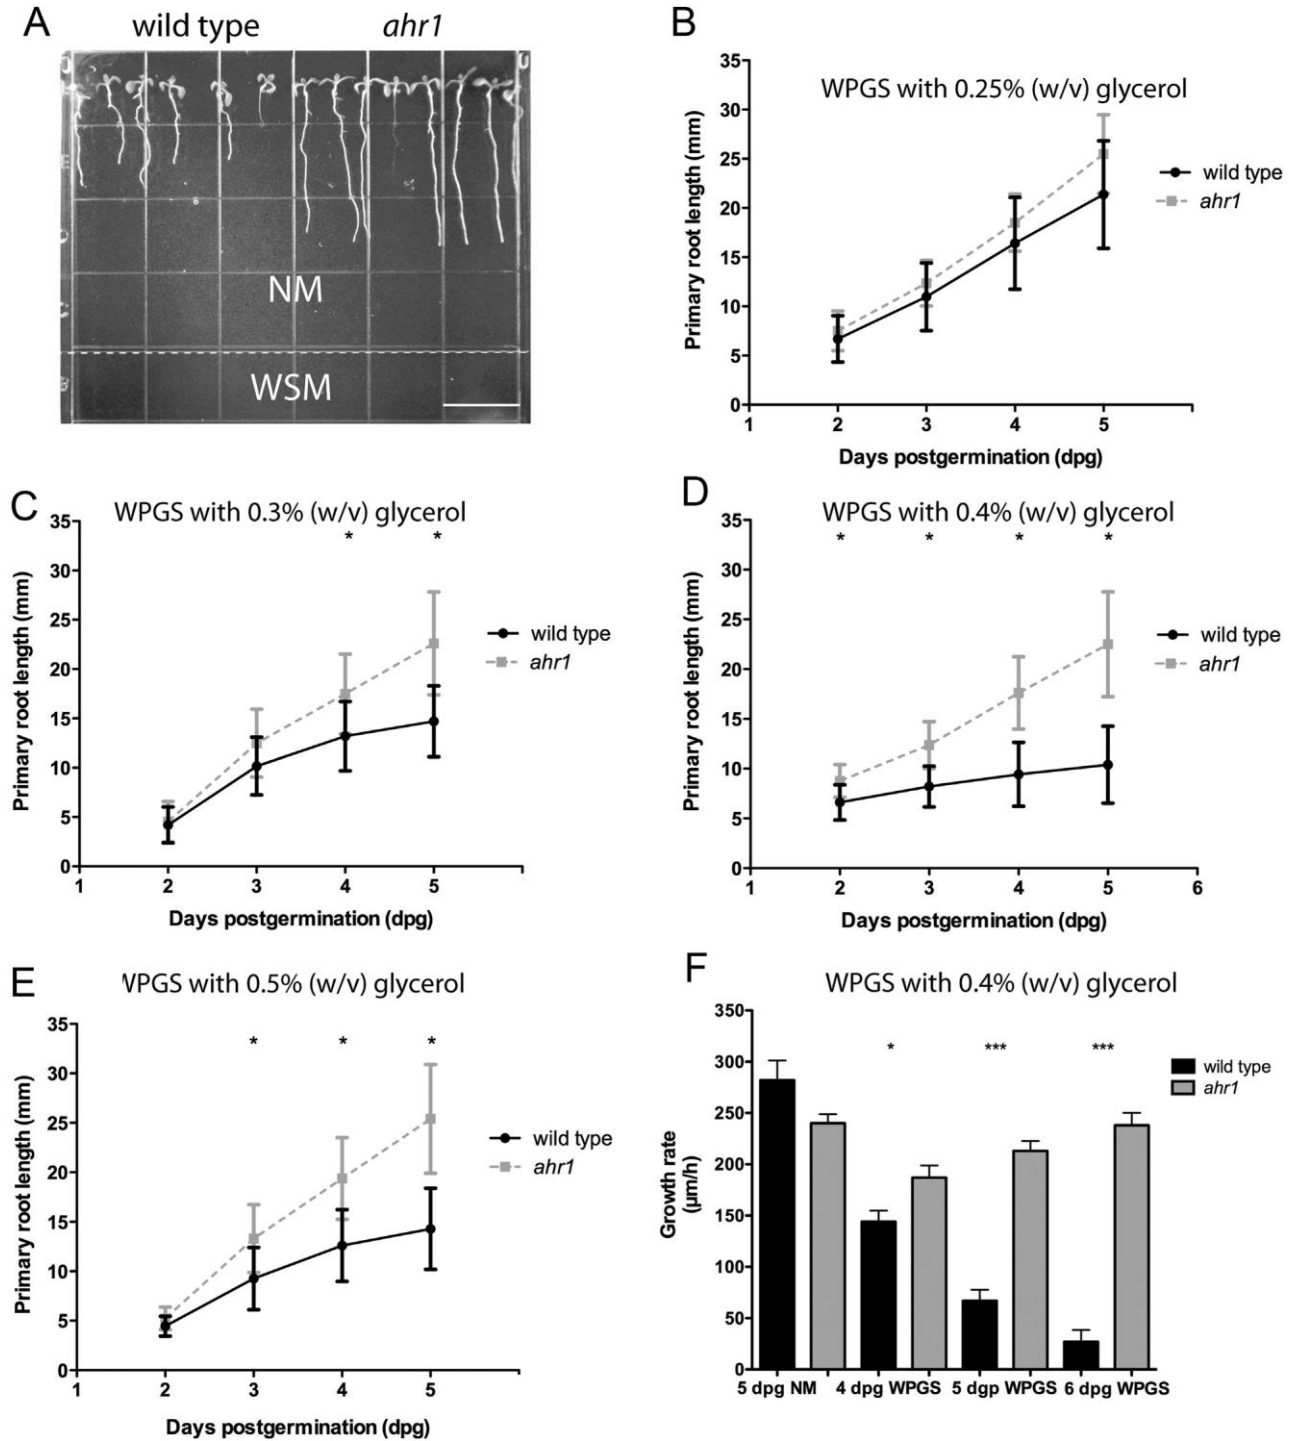 A
wild type
ahr1
NM
WSM
B
WPGS with 0.25% (w/v) glycerol
Primary root length (mm)
35
30
25
20
15
10
5
0
1 2 3 4 5
Days postgermination (dpg)
wild type
ahr1
C
WPGS with 0.3% (w/v) glycerol
* *
Primary root length (mm)
35
30
25
20
15
10
5
0
1 2 3 4 5
Days postgermination (dpg)
wild type
ahr1
D
WPGS with 0.4% (w/v) glycerol
* * * *
Primary root length (mm)
35
30
25
20
15
10
5
0
1 2 3 4 5 6
Days postgermination (dpg)
wild type
ahr1
E
WPGS with 0.5% (w/v) glycerol
* * *
Primary root length (mm)
35
30
25
20
15
10
5
0
1 2 3 4 5
Days postgermination (dpg)
wild type
ahr1
F
WPGS with 0.4% (w/v) glycerol
* *** ***
Growth rate
(µm/h)
350
300
250
200
150
100
50
0
5 dpg NM 4 dpg WPGS 5 dgp WPGS 6 dpg WPGS
wild type
ahr1